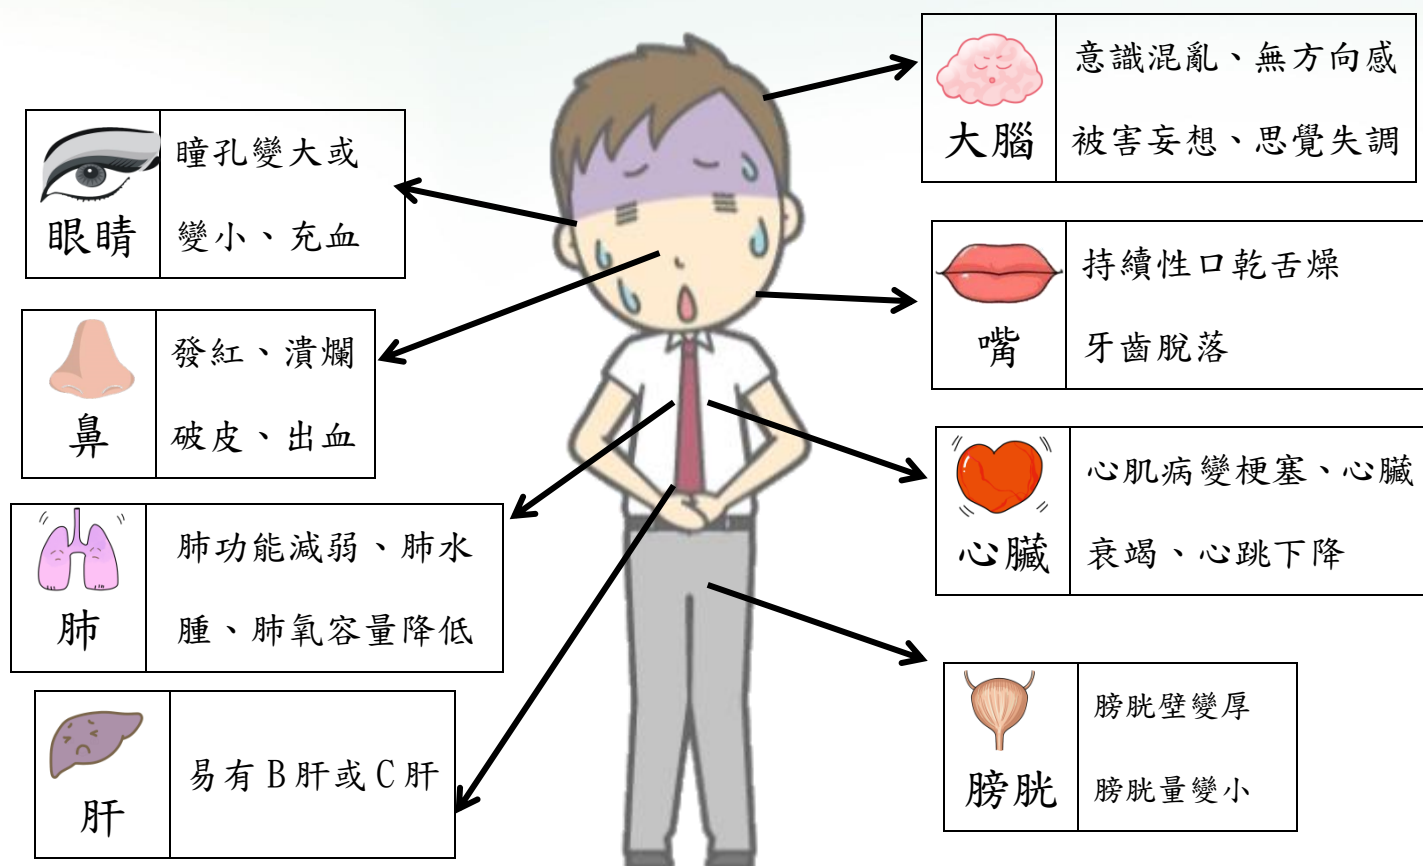 眼睛
瞳孔變大或
變小、充血
鼻
發紅、潰爛
破皮、出血
肺
肺功能減弱、肺水
腫、肺氧容量降低
肝
易有B肝或C肝
大腦
意識混亂、無方向感
被害妄想、思覺失調
嘴
持續性口乾舌燥
牙齒脫落
心臟
心肌病變梗塞、心臟
衰竭、心跳下降
膀胱
膀胱壁變厚
膀胱量變小